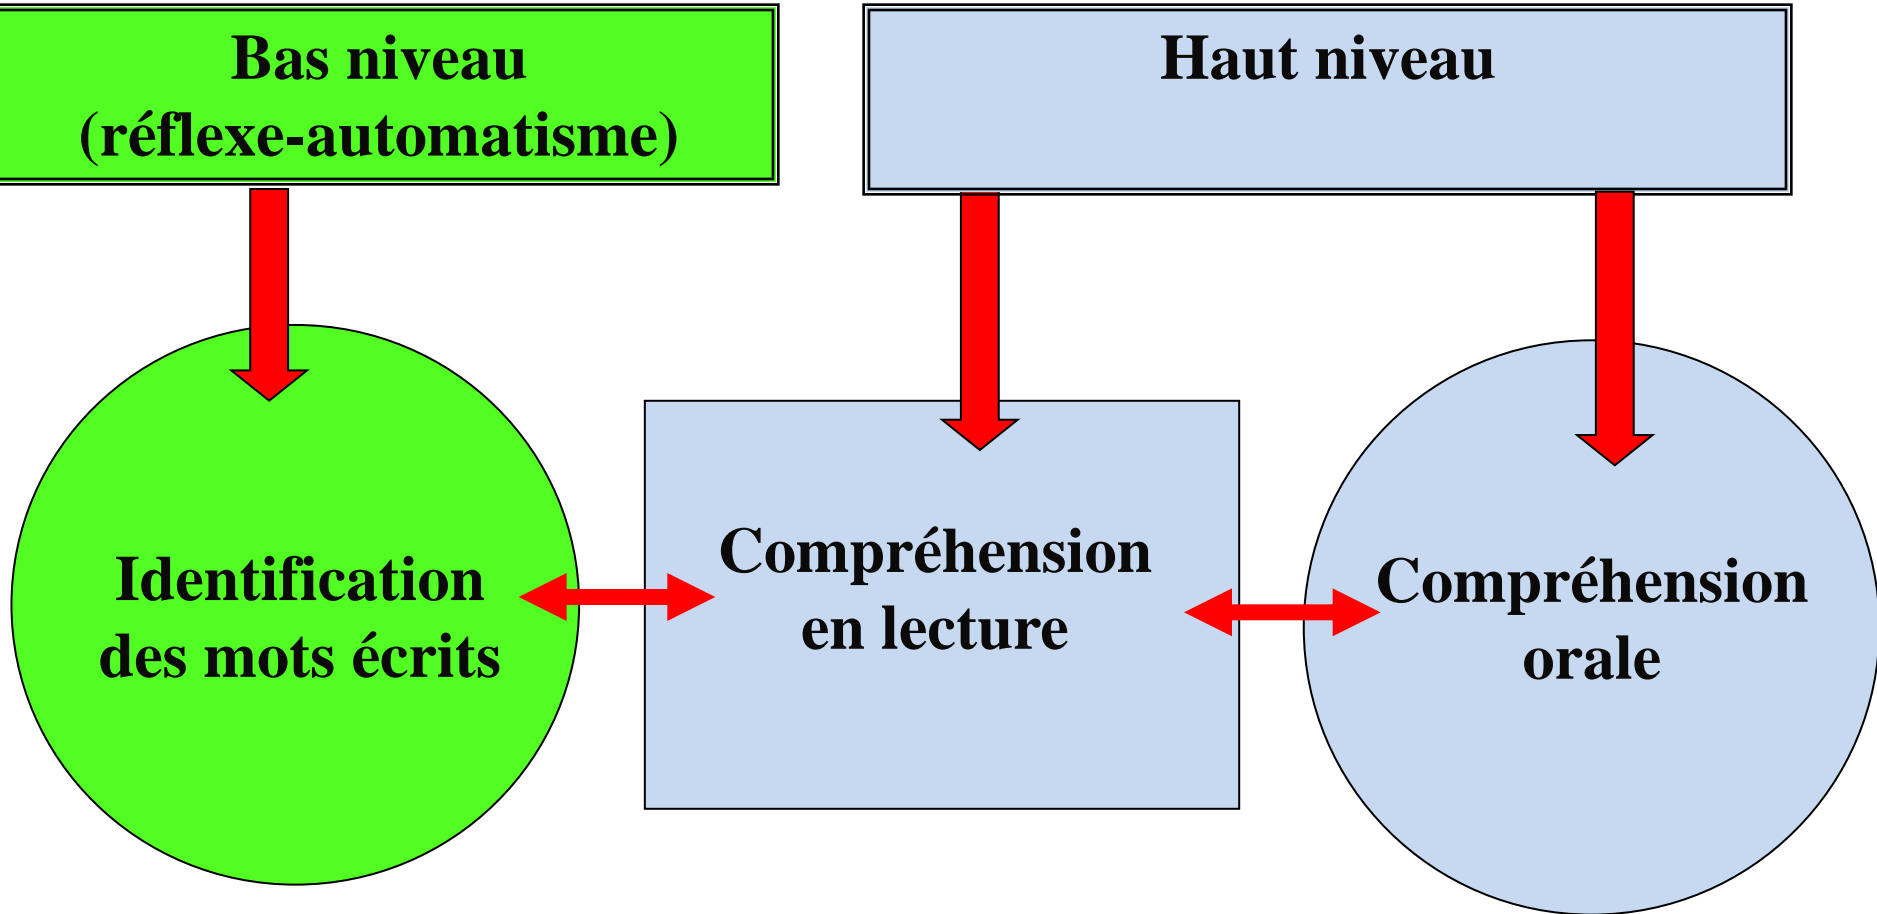 Bas niveau
(réflexe-automatisme)
Haut niveau
Identification
des mots écrits
Compréhension
en lecture
Compréhension
orale